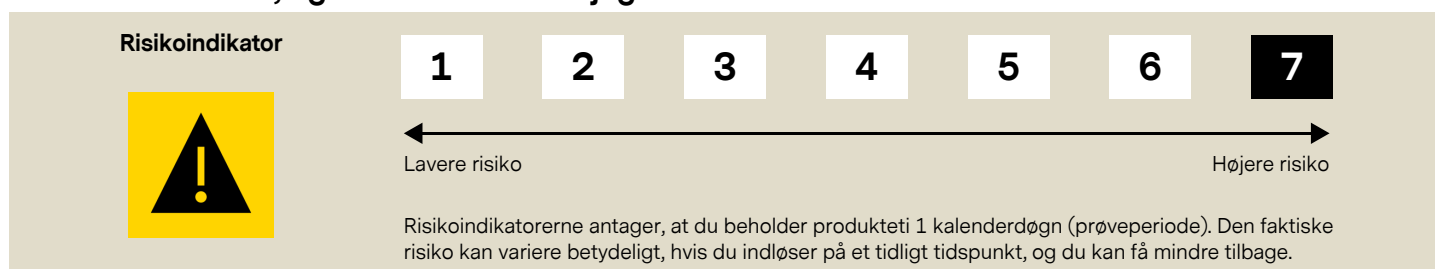 Risikoindikator
1 2 3 4 5 6 7
Lavere risiko Højere risiko
Risikoindikatorerne antager, at du beholder produkteti 1 kalenderdøgn (prøveperiode). Den faktiske
risiko kan variere betydeligt, hvis du indløser på et tidligt tidspunkt, og du kan få mindre tilbage.